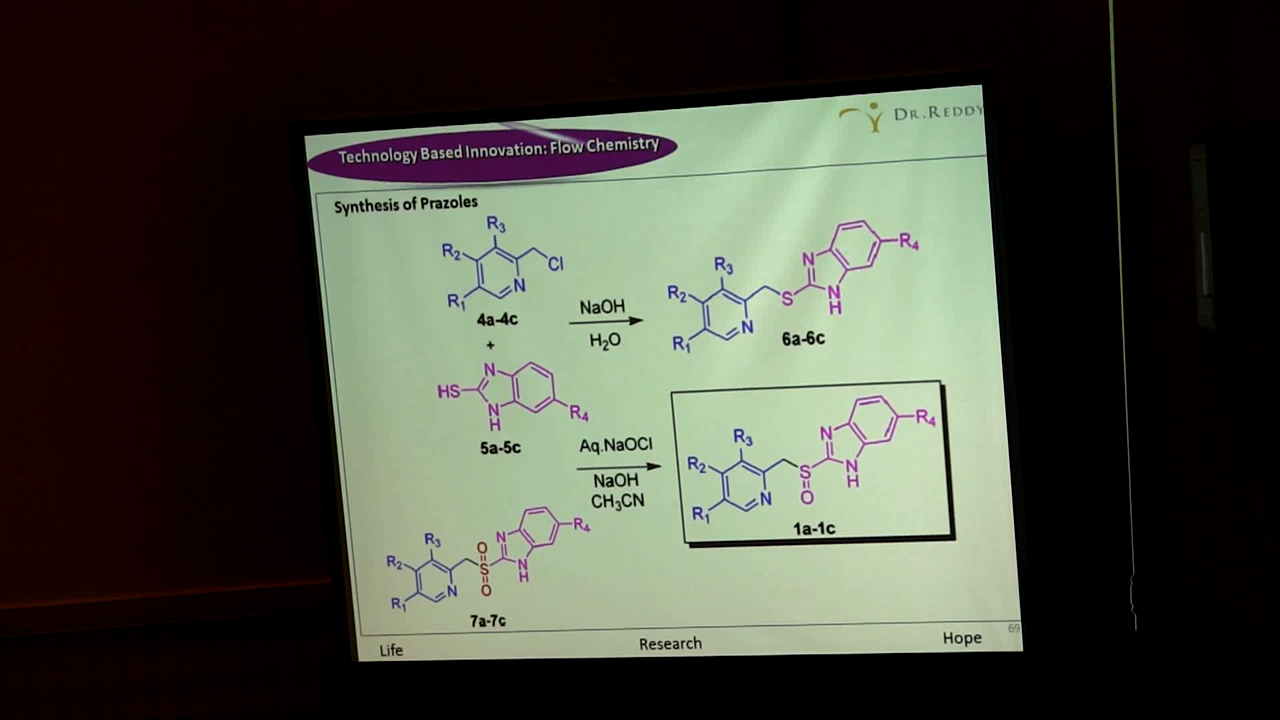 DR.REDDY
Technology Based Innovation: Flow Chemistry
Synthesis of Prazoles
R3
R2
Cl
N
R1
4a-4c
+
N
HS
N
H
R4
5a-5c
NaOH
H2O
R3
R2
N
R1
S
N
N
H
R4
6a-6c
Aq.NaOCl
NaOH
CH3CN
R3
R2
N
R1
S
O
N
N
H
R4
1a-1c
R3
R2
N
R1
O
S
O
N
N
H
R4
7a-7c
69
Life
Research
Hope